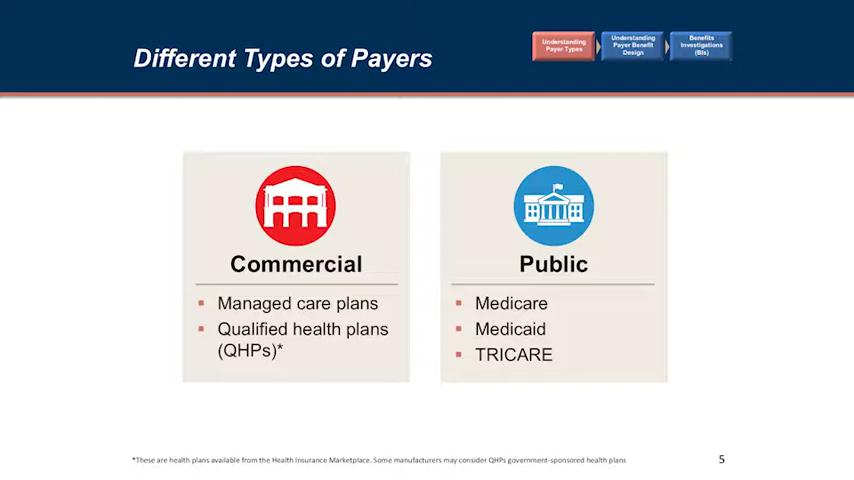 Different Types of Payers
Understanding
Payer Types
Understanding
Payer Benefit
Design
Benefits
Investigations
(BIs)
Commercial
▪ Managed care plans
▪ Qualified health plans
(QHPs)*
Public
▪ Medicare
▪ Medicaid
▪ TRICARE
*These are health plans available from the Health Insurance Marketplace. Some manufacturers may consider QHPs government-sponsored health plans
5